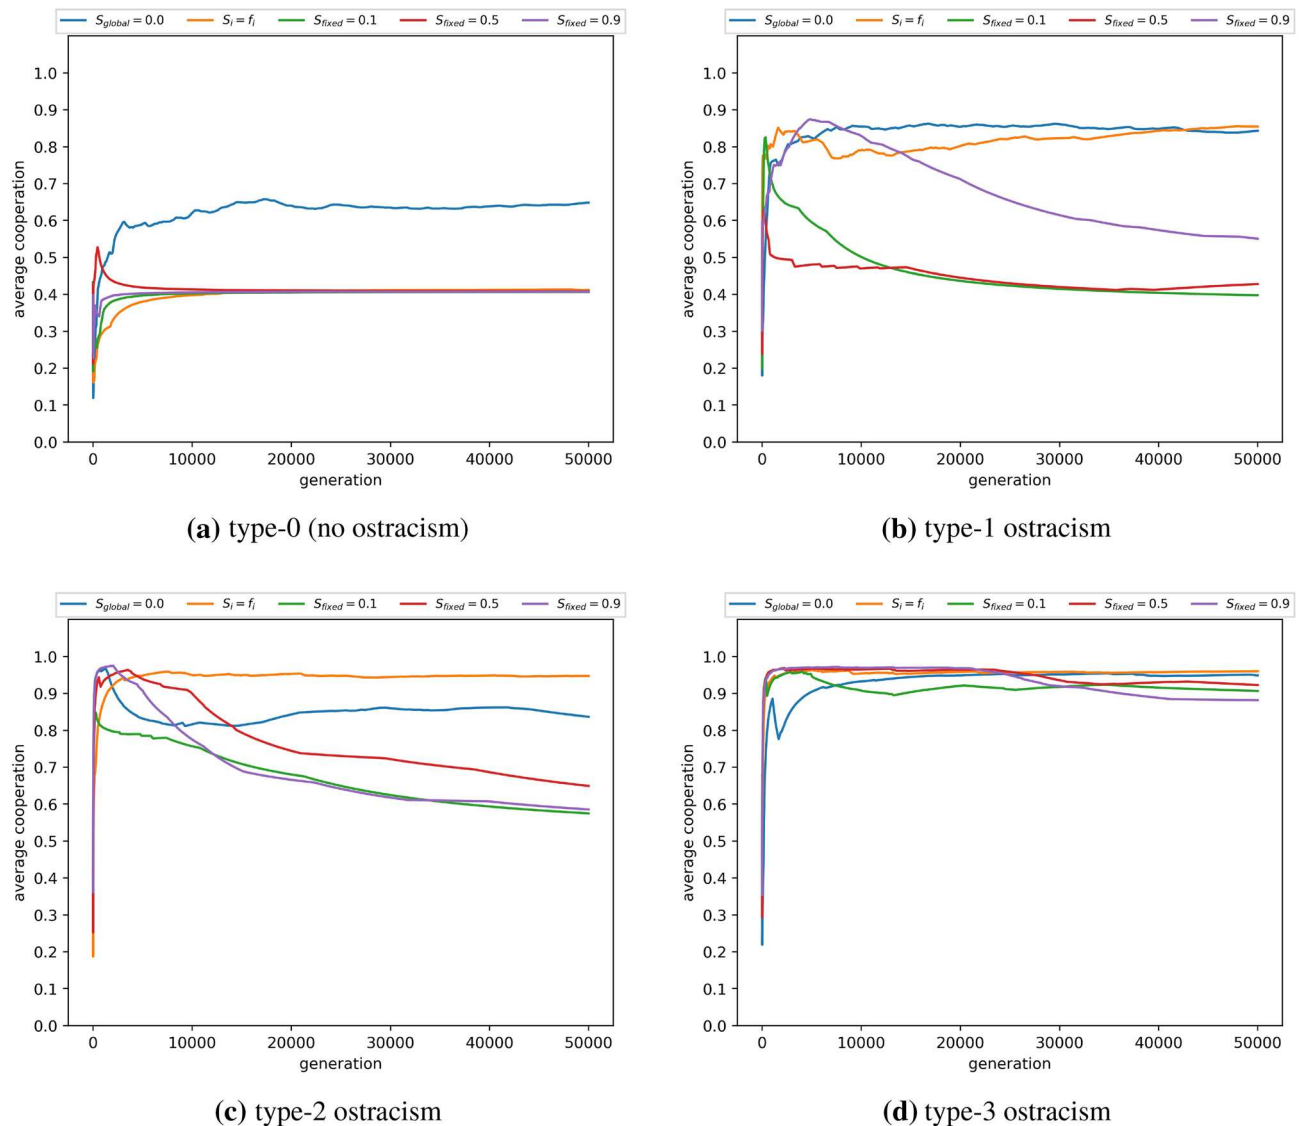 S_global = 0.0 S_i = f_i S_fixed = 0.1 S_fixed = 0.5 S_fixed = 0.9
1.0
0.9
0.8
0.7
0.6
0.5
0.4
0.3
0.2
0.1
0.0
average cooperation
0 10000 20000 30000 40000 50000
generation
(a) type-0 (no ostracism)
S_global = 0.0 S_i = f_i S_fixed = 0.1 S_fixed = 0.5 S_fixed = 0.9
1.0
0.9
0.8
0.7
0.6
0.5
0.4
0.3
0.2
0.1
0.0
average cooperation
0 10000 20000 30000 40000 50000
generation
(b) type-1 ostracism
S_global = 0.0 S_i = f_i S_fixed = 0.1 S_fixed = 0.5 S_fixed = 0.9
1.0
0.9
0.8
0.7
0.6
0.5
0.4
0.3
0.2
0.1
0.0
average cooperation
0 10000 20000 30000 40000 50000
generation
(c) type-2 ostracism
S_global = 0.0 S_i = f_i S_fixed = 0.1 S_fixed = 0.5 S_fixed = 0.9
1.0
0.9
0.8
0.7
0.6
0.5
0.4
0.3
0.2
0.1
0.0
average cooperation
0 10000 20000 30000 40000 50000
generation
(d) type-3 ostracism